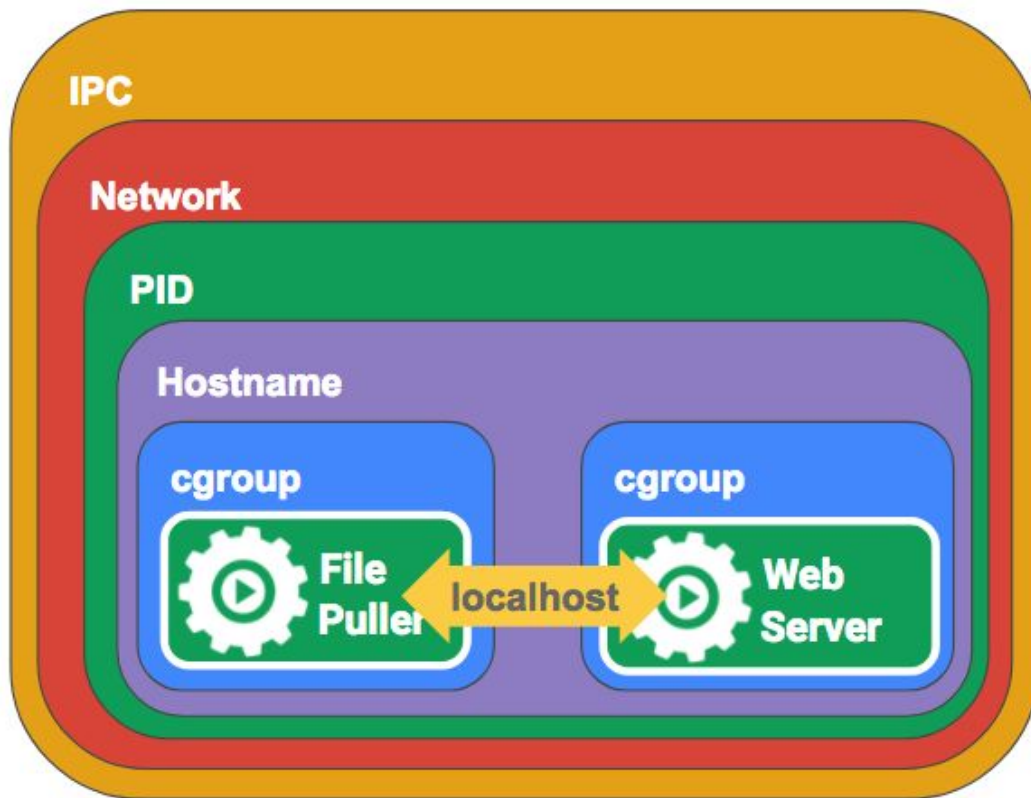 IPC
Network
PID
Hostname
cgroup
File
Puller
localhost
cgroup
Web
Server